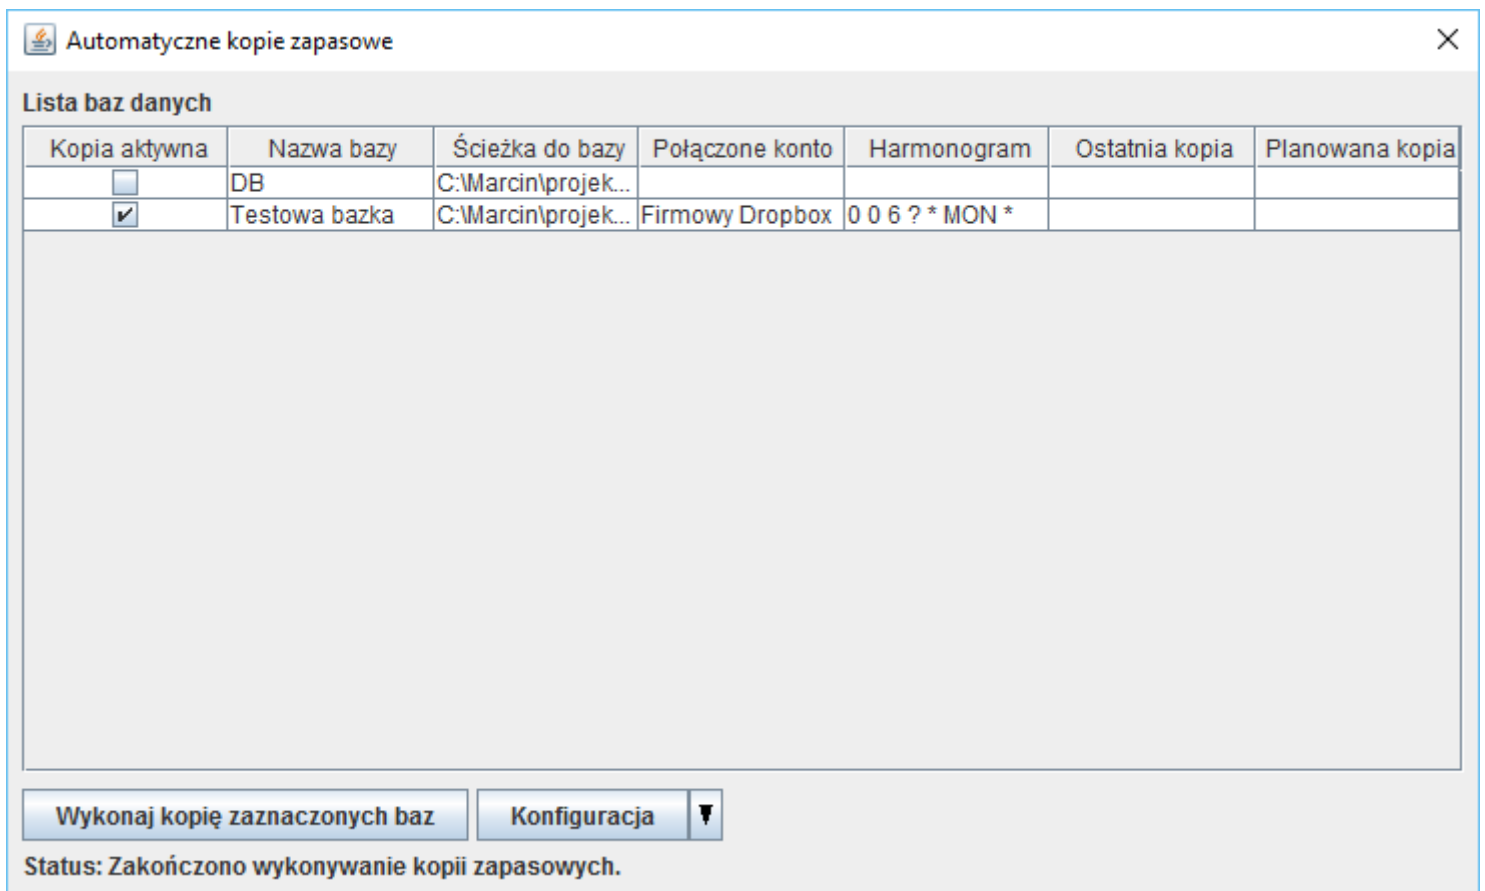 Automatyczne kopie zapasowe
Lista baz danych
Kopia aktywna Nazwa bazy Ścieżka do bazy Połączone konto Harmonogram Ostatnia kopia Planowana kopia
DB C:\Marcin\projek...
Testowa bazka C:\Marcin\projek... Firmowy Dropbox 0 0 6 ? * MON *
Wykonaj kopię zaznaczonych baz Konfiguracja
Status: Zakończono wykonywanie kopii zapasowych.